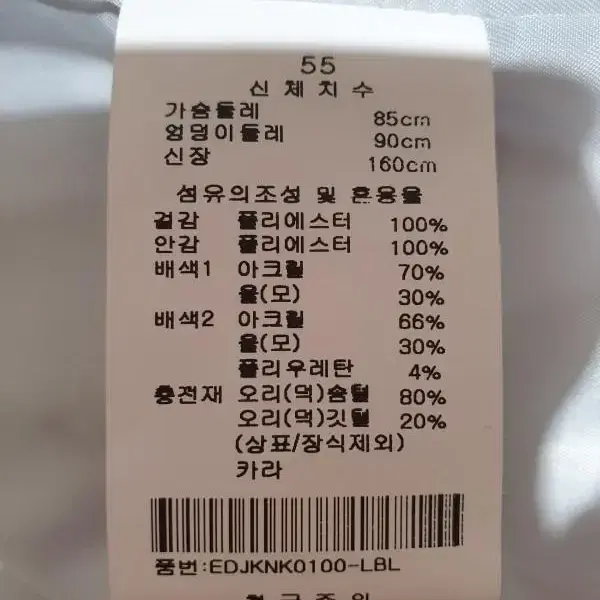 55
신체치수
가슴둘레 85cm
엉덩이둘레 90cm
신장 160cm
섬유의조성 및 혼용율
겉감 폴리에스터 100%
안감 폴리에스터 100%
배색1 아크릴 70%
울(모) 30%
배색2 아크릴 66%
울(모) 30%
폴리우레탄 4%
충전재 오리(덕)솜털 80%
오리(덕)깃털 20%
(상표/장식제외)
카라
품번:EDJKNK0100-LBL